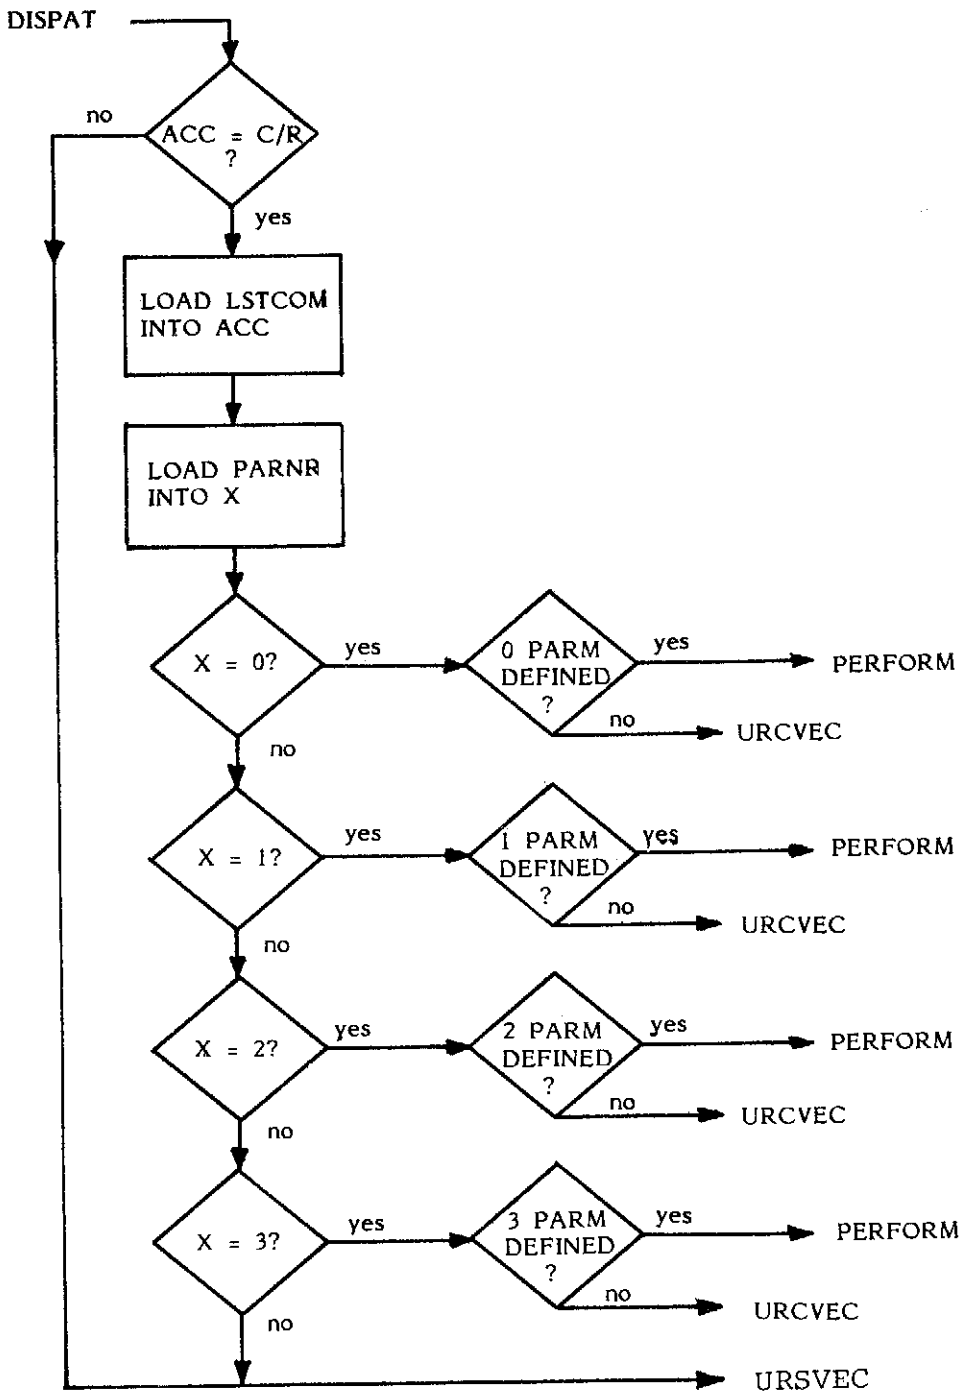 DISPAT
no
ACC = C/R
?
yes
LOAD LSTCOM
INTO ACC
LOAD PARNR
INTO X
X = 0?
yes
0 PARM
DEFINED
?
yes
PERFORM
no
URCVEC
no
X = 1?
yes
1 PARM
DEFINED
?
yes
PERFORM
no
URCVEC
no
X = 2?
yes
2 PARM
DEFINED
?
yes
PERFORM
no
URCVEC
no
X = 3?
yes
3 PARM
DEFINED
?
yes
PERFORM
no
URCVEC
no
URSVEC